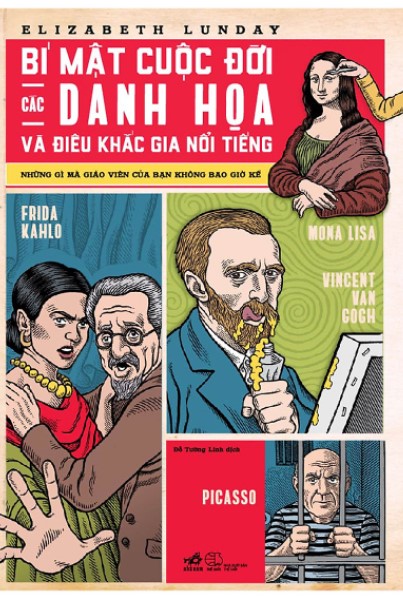 ELIZABETH LUNDAY
BÍ MẬT CUỘC ĐỜI
CÁC DANH HỌA
VÀ ĐIÊU KHẮC GIA NỔI TIẾNG
NHỮNG GÌ MÀ GIÁO VIÊN CỦA BẠN KHÔNG BAO GIỜ KỂ
FRIDA
KAHLO
MONA LISA
VINCENT
VAN
GOGH
Đỗ Tường Linh dịch
PICASSO